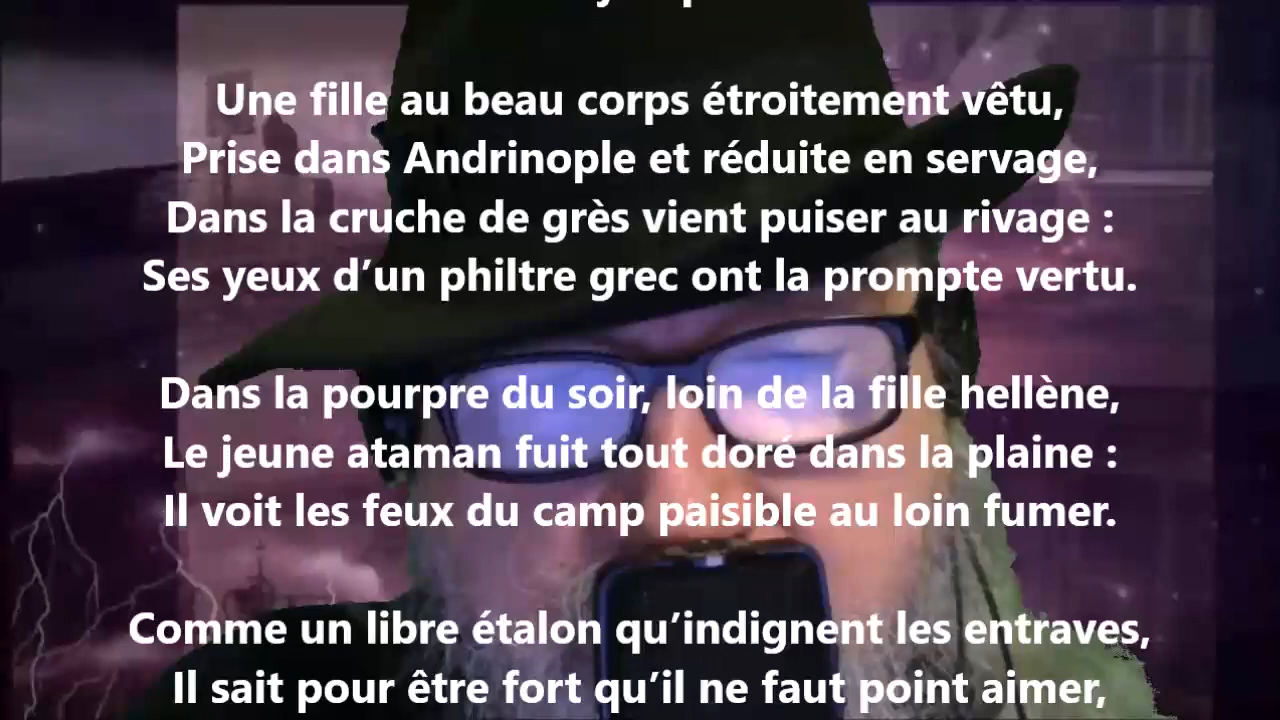 Une fille au beau corps étroitement vêtu,
Prise dans Andrinople et réduite en servage,
Dans la cruche de grès vient puiser au rivage :
Ses yeux d’un philtre grec ont la prompte vertu.
Dans la pourpre du soir, loin de la fille hellène,
Le jeune ataman fuit tout doré dans la plaine :
Il voit les feux du camp paisible au loin fumer.
Comme un libre étalon qu’indignent les entraves,
Il sait pour être fort qu’il ne faut point aimer,